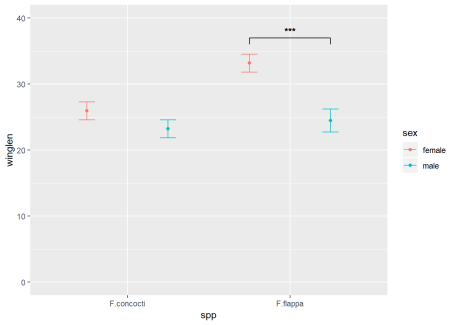 40
***
30
20
10
0
winglen
F.concocti
F.flappa
spp
sex
female
male